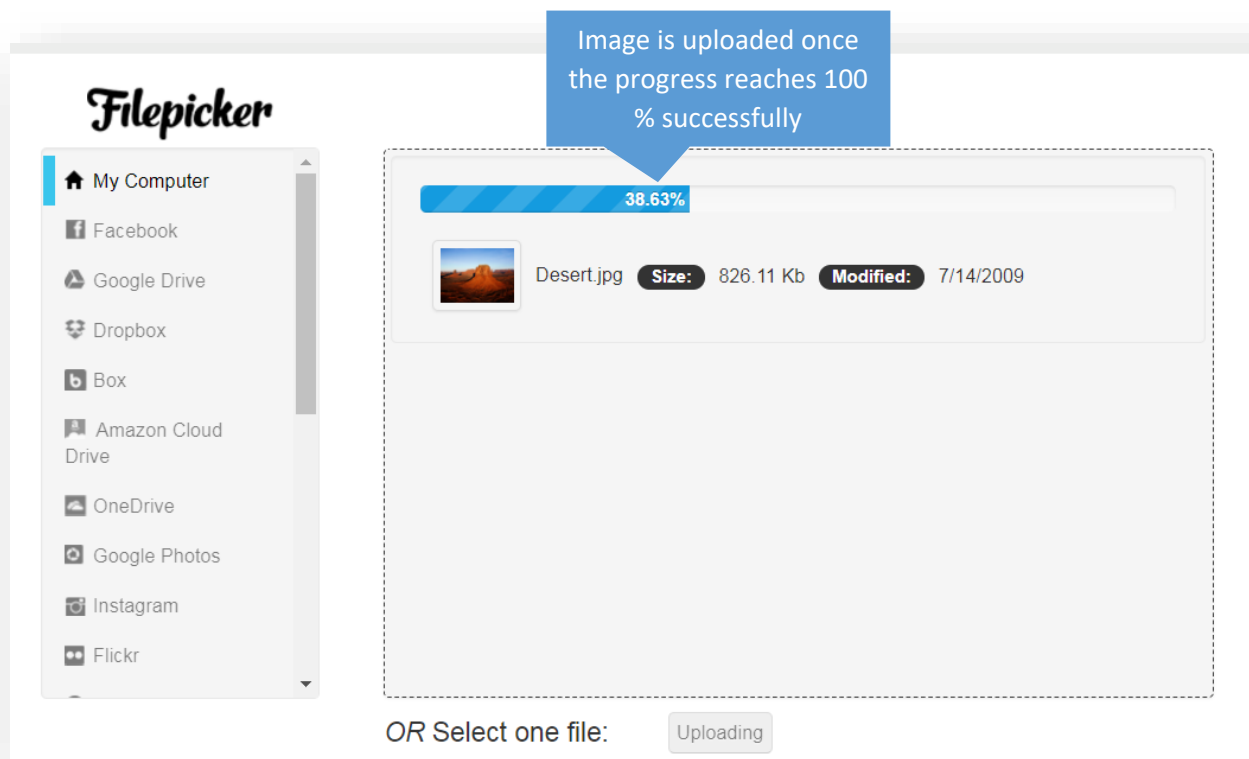 Image is uploaded once
the progress reaches 100
% successfully
Filepicker
My Computer
Facebook
Google Drive
Dropbox
Box
Amazon Cloud
Drive
OneDrive
Google Photos
Instagram
Flickr
38.63%
Desert.jpg Size: 826.11 Kb Modified: 7/14/2009
OR Select one file: Uploading